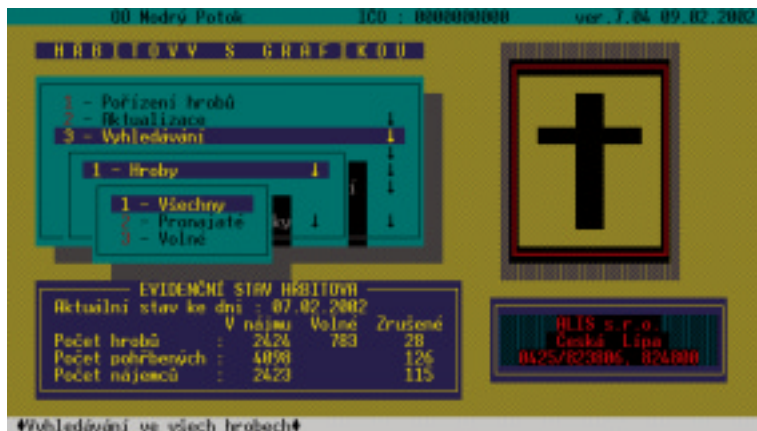 OÚ Modrý Potok IČO : 0000000000 ver.7.04 09.02.2002
HŘBITOVY S GRAFIKOU
1 - Pořízení hrobů
2 - Aktualizace ↓
3 - Vyhledávání ↓
1 - Hroby ↓
1 - Všechny
2 - Pronajaté
3 - Volné
EVIDENČNÍ STAV HŘBITOVA
Aktuální stav ke dni : 07.02.2002
V nájmu Volné Zrušené
Počet hrobů : 2424 783 28
Počet pohřbených : 4098 126
Počet nájemců : 2423 115
ALIS s.r.o.
Česká Lípa
0425/823806, 824800
♦Vyhledávání ve všech hrobech♦